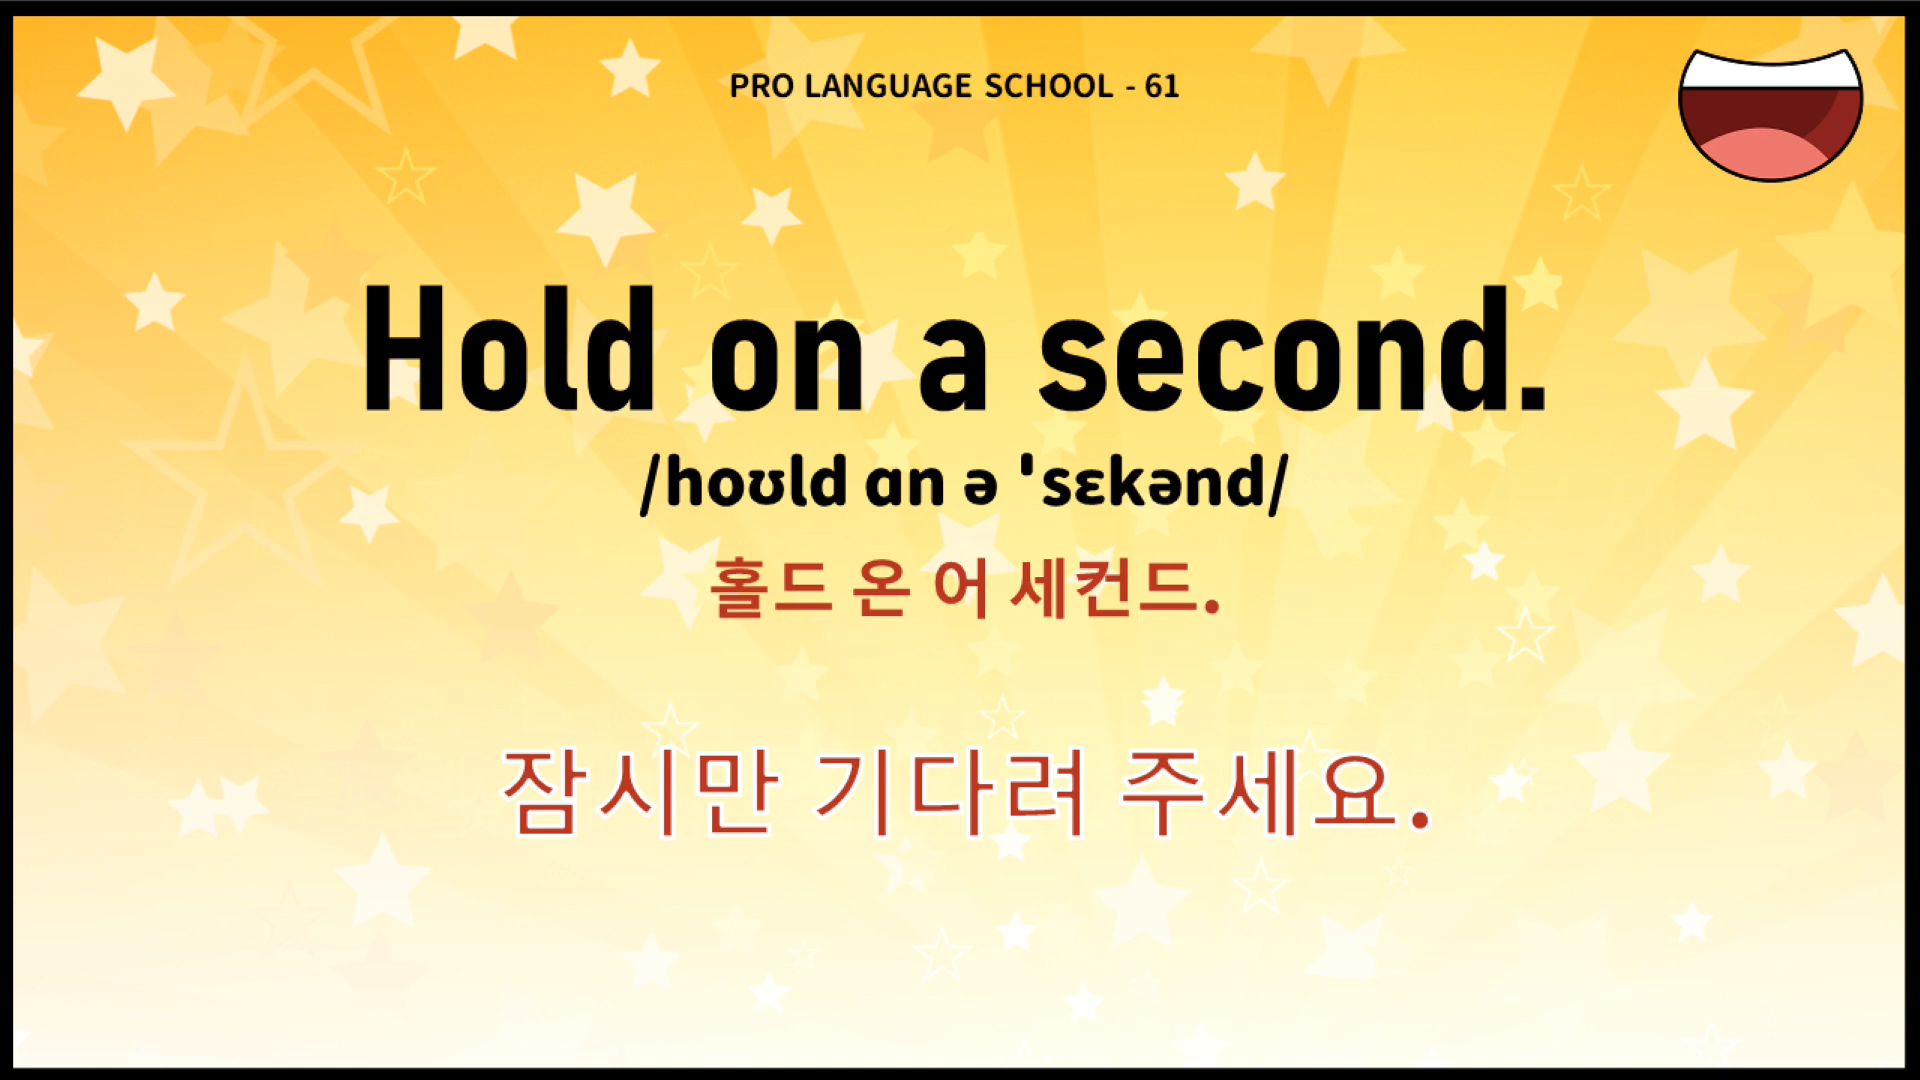 PRO LANGUAGE SCHOOL - 61
Hold on a second.
/hoʊld ɑn ə ˈsɛkənd/
홀드 온 어 세컨드.
잠시만 기다려 주세요.